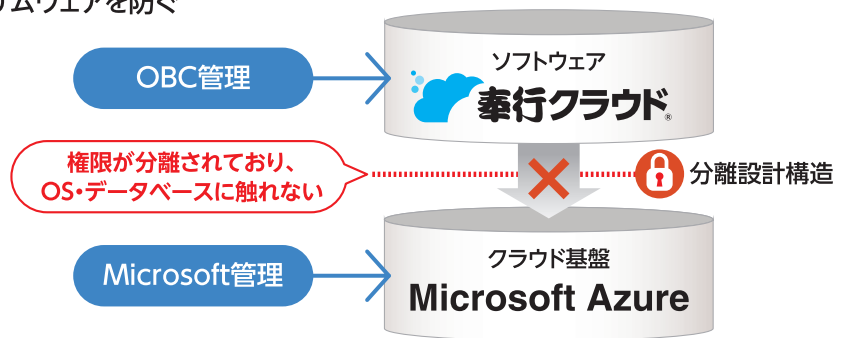 ムウェアを防ぐ
OBC管理
ソフトウェア
奉行クラウド®
権限が分離されており、
OS・データベースに触れない
分離設計構造
Microsoft管理
クラウド基盤
Microsoft Azure